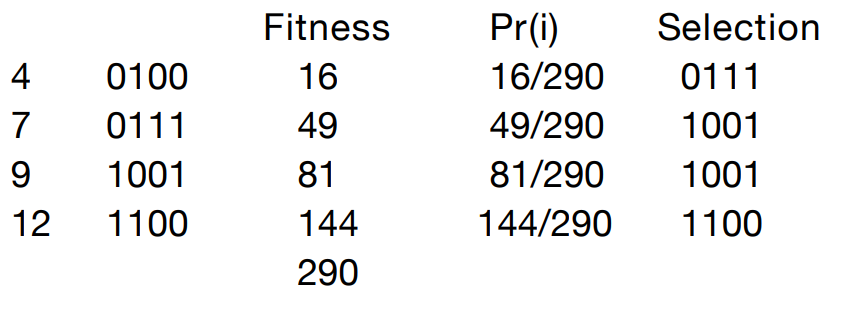 Fitness Pr(i) Selection
4 0100 16 16/290 0111
7 0111 49 49/290 1001
9 1001 81 81/290 1001
12 1100 144 144/290 1100
290